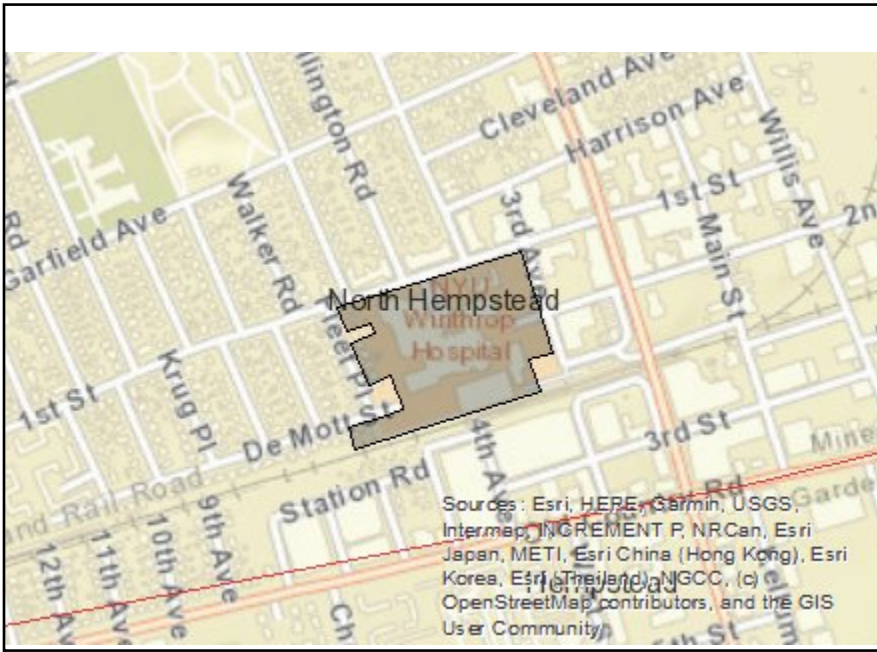 Cleveland Ave
Harrison Ave
Willis Ave
Walker Rd
Garfield Ave
3rd Ave
1st St
Main St
North Hempstead
NYU
Winthrop
Hospital
Krug Pl
1st St
De Mott St
4th Ave
3rd St
Station Rd
9th Ave
10th Ave
11th Ave
12th Av
Hempstead
Sources: Esri, HERE, Garmin, USGS,
Intermap, INCREMENT P, NRCan, Esri
Japan, METI, Esri China (Hong Kong), Esri
Korea, Esri (Thailand), NGCC, (c)
OpenStreetMap contributors, and the GIS
User Community